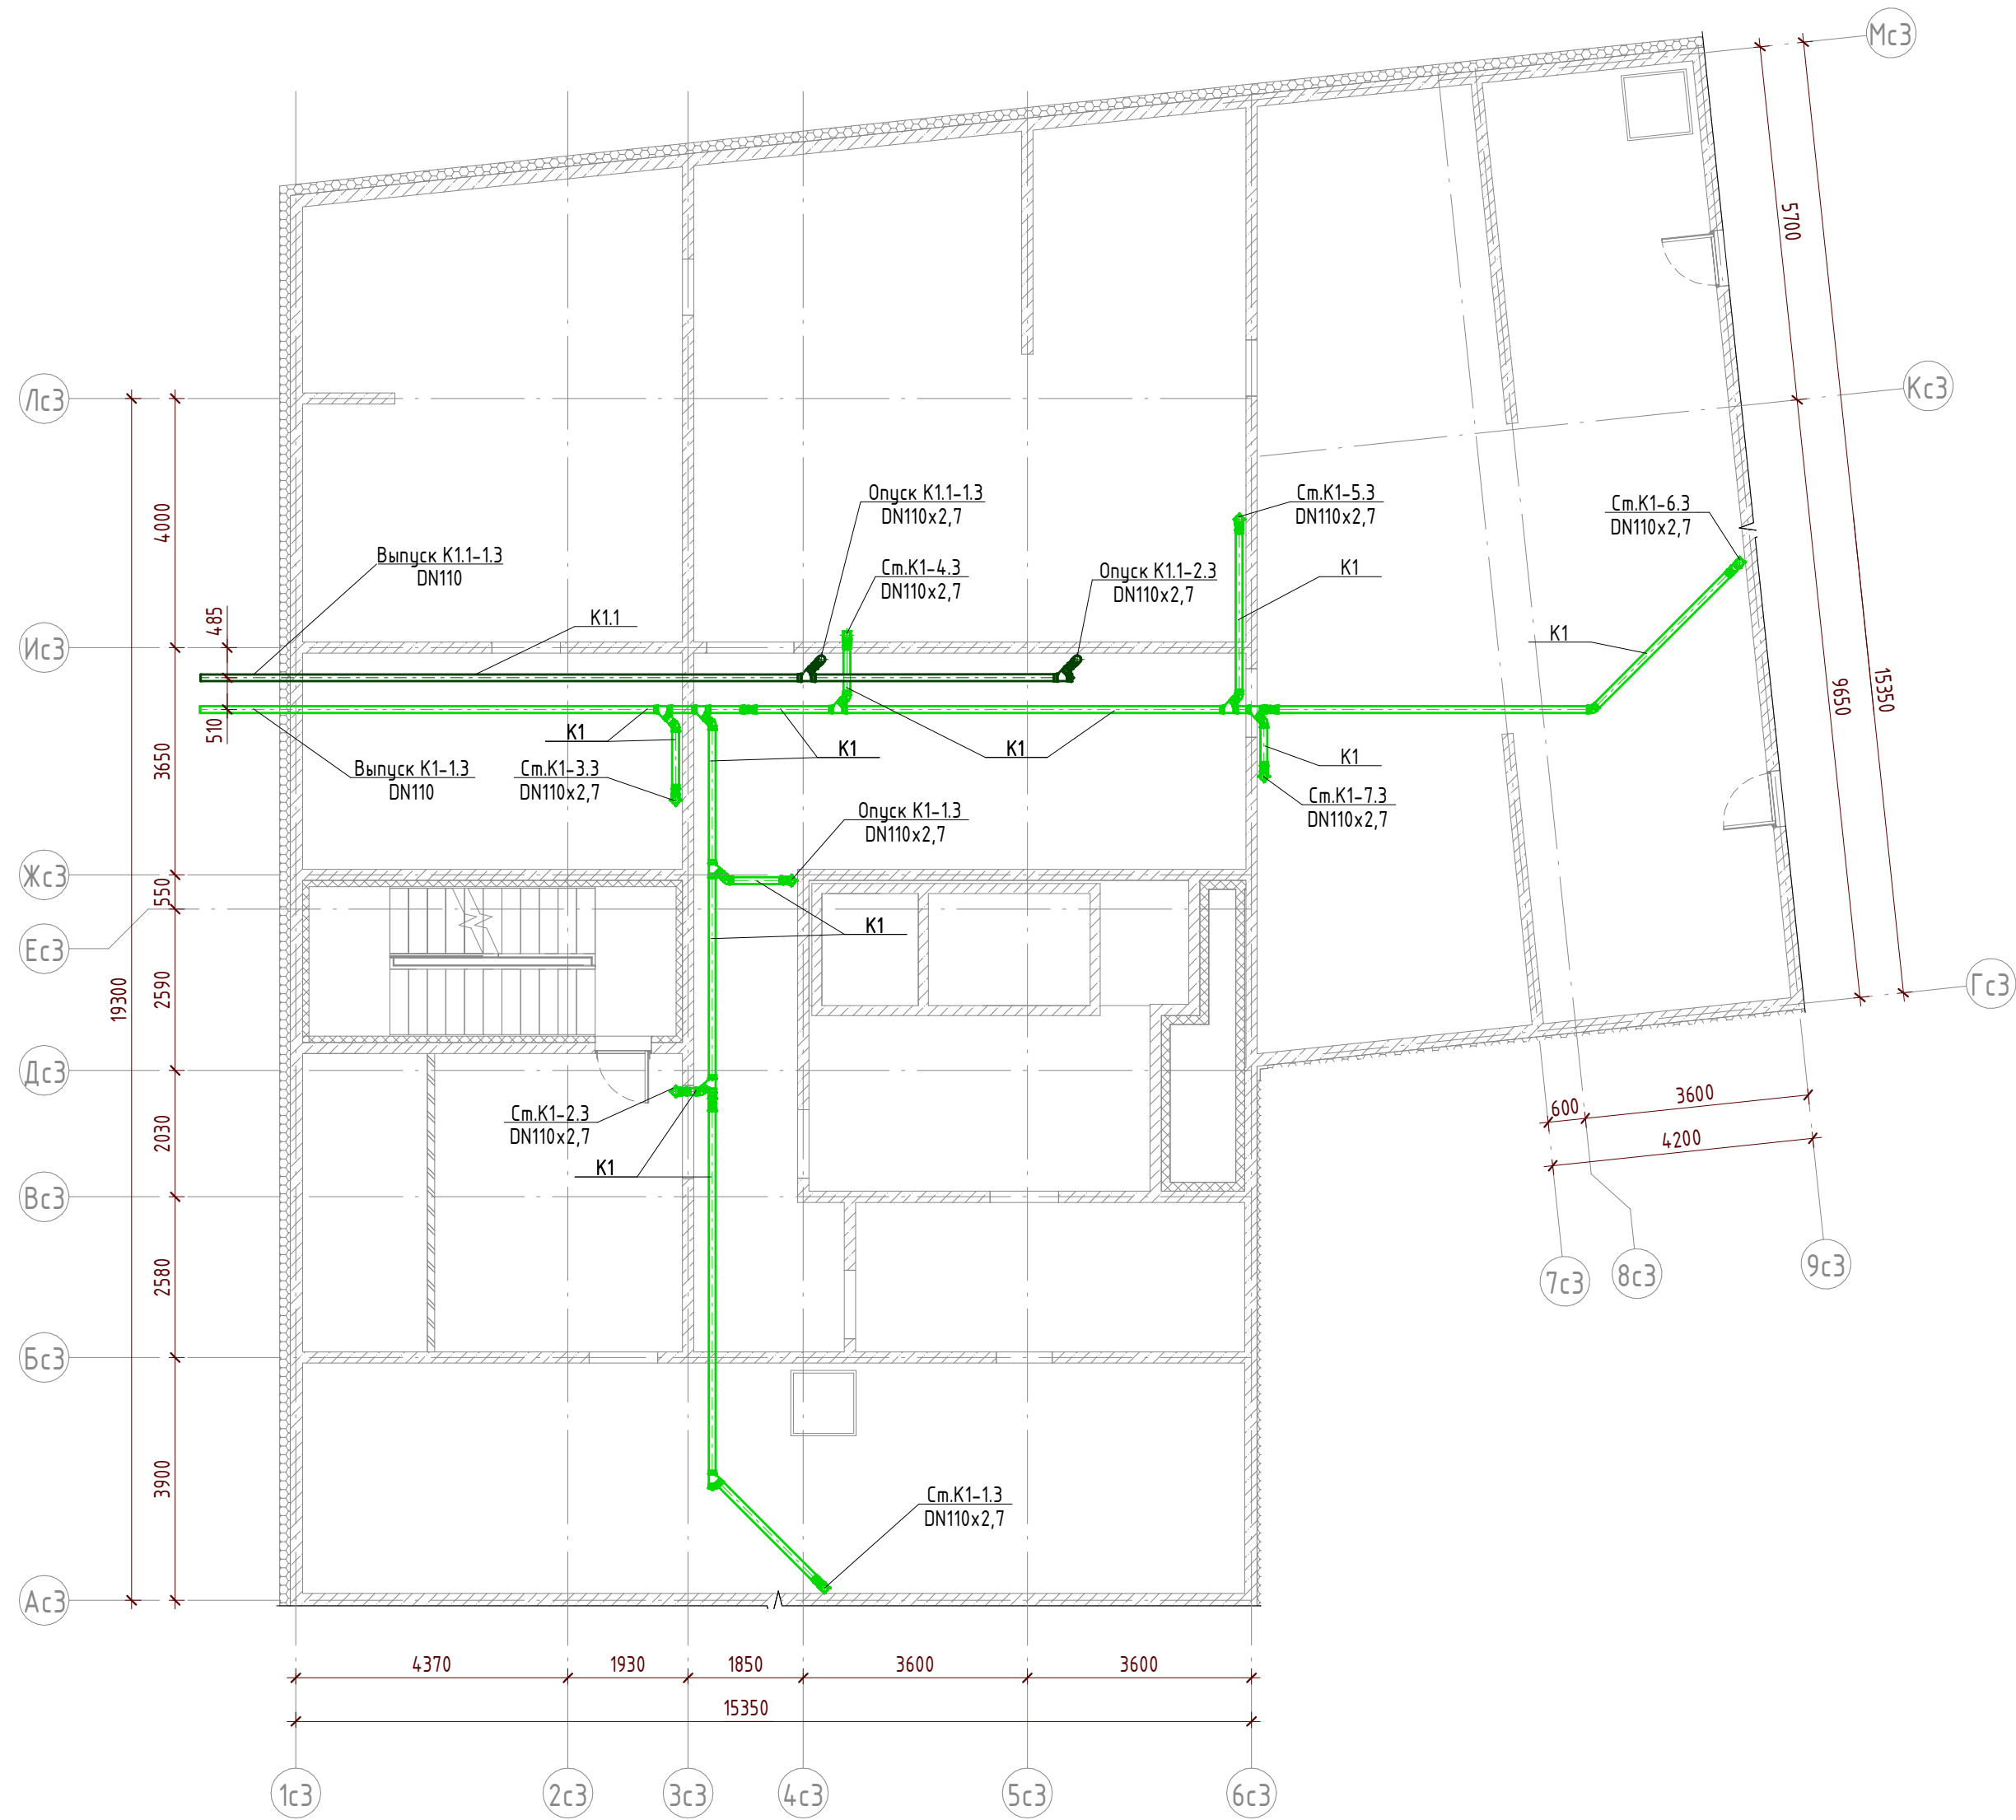 Мс3
Кс3
5700
15350
9650
Лс3
4000
Опуск К1.1-1.3
DN110x2,7
Ст.К1-5.3
DN110x2,7
Ст.К1-6.3
DN110x2,7
Выпуск К1.1-1.3
DN110
Ст.К1-4.3
DN110x2,7
Опуск К1.1-2.3
DN110x2,7
К1
485
К1.1
К1
Ис3
510
К1
К1
К1
К1
3650
Выпуск К1-1.3
DN110
Ст.К1-3.3
DN110x2,7
Ст.К1-7.3
DN110x2,7
Опуск К1-1.3
DN110x2,7
Жс3
550
К1
Ес3
2590
19300
Гс3
Дс3
600
3600
4200
Ст.К1-2.3
DN110x2,7
2030
К1
Вс3
7с3
8с3
9с3
2580
Бс3
3900
Ст.К1-1.3
DN110x2,7
Ас3
4370
1930
1850
3600
3600
15350
1с3
2с3
3с3
4с3
5с3
6с3